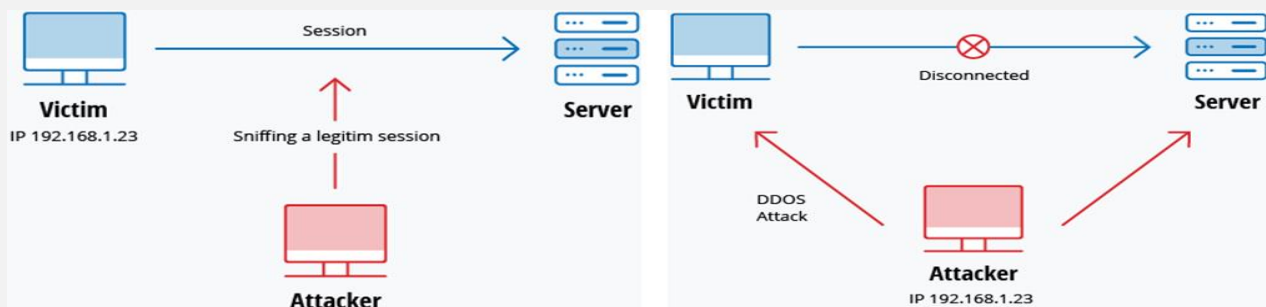 Session
Victim
IP 192.168.1.23
Server
Sniffing a legitim session
Attacker
Disconnected
Victim
Server
DDOS
Attack
Attacker
IP 192.168.1.23